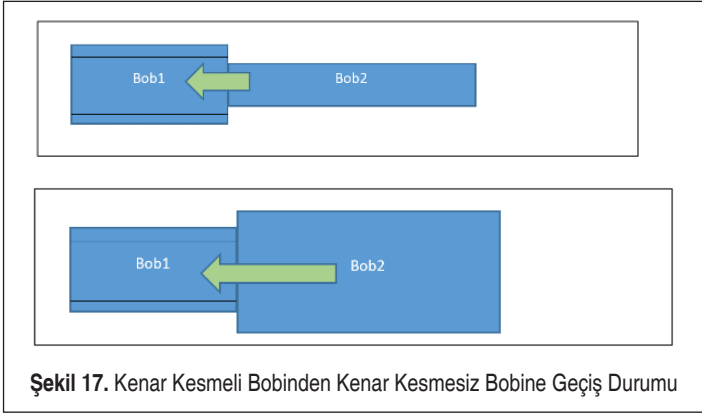 Bob1 Bob2
Bob1 Bob2
Şekil 17. Kenar Kesmeli Bobinden Kenar Kesmesiz Bobine Geçiş Durumu